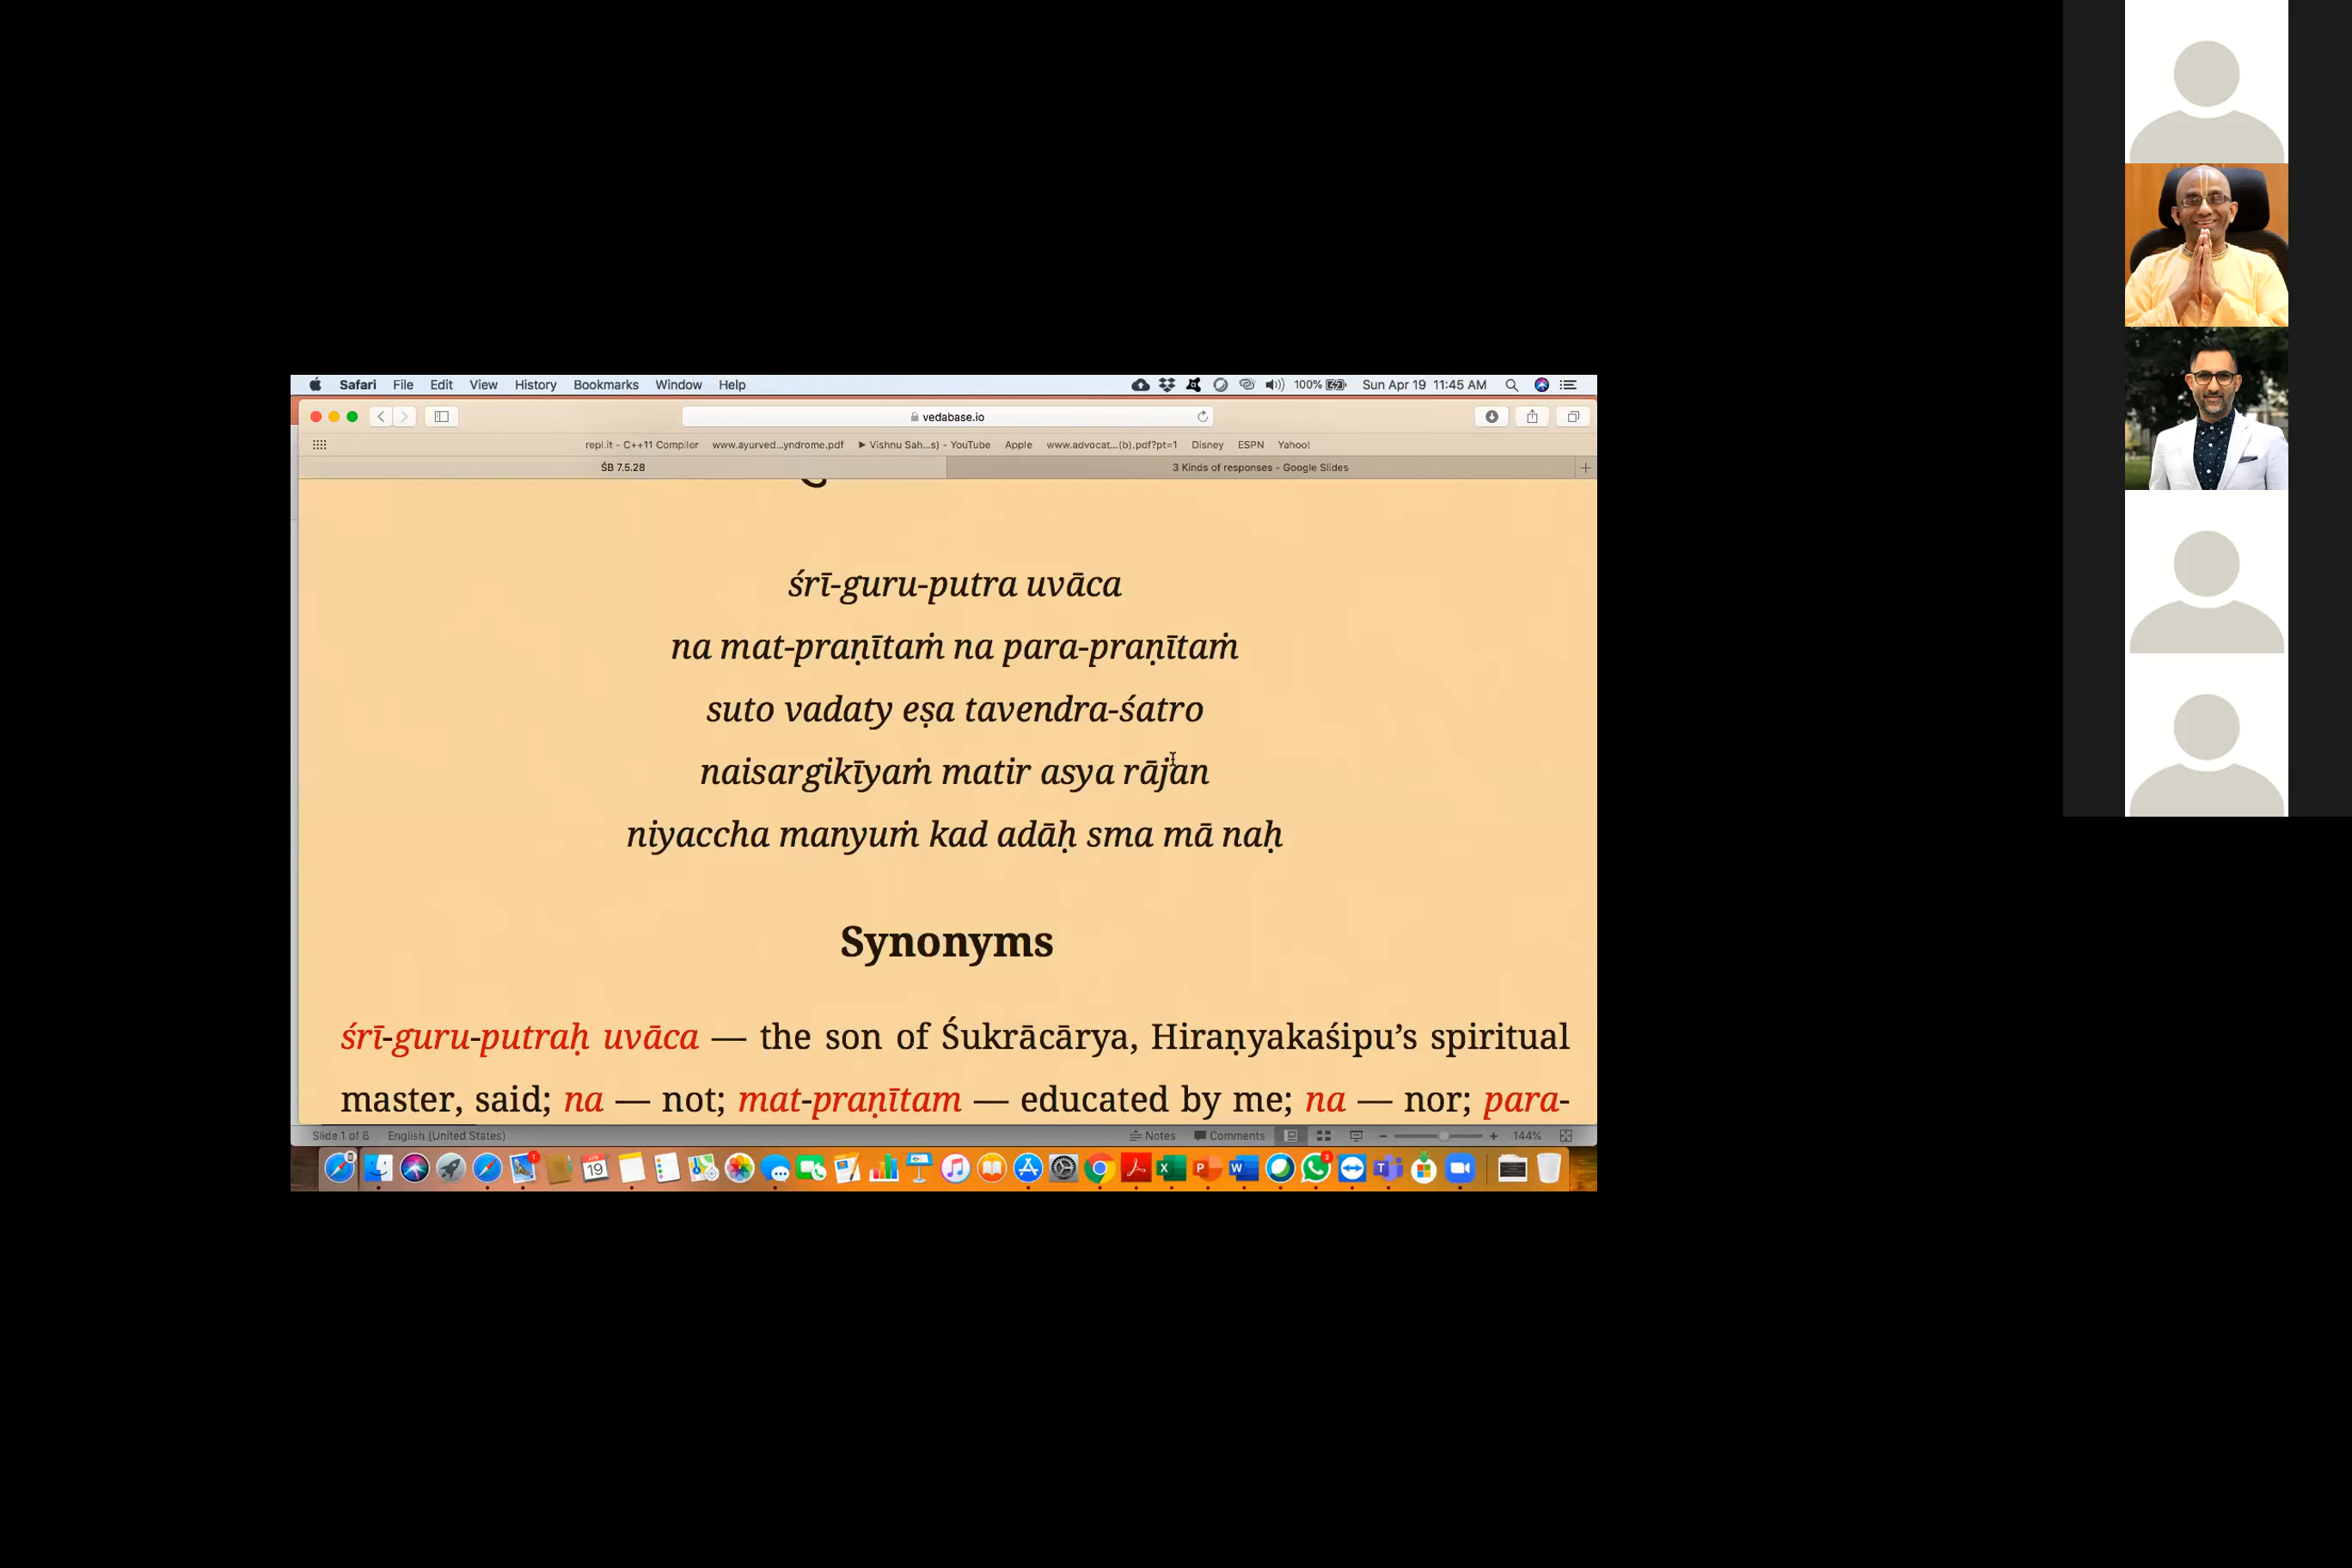 Safari File Edit View History Bookmarks Window Help 100% Sun Apr 19 11:45 AM
vedabase.io
repl.it - C++11 Compiler www.ayurved...yndrome.pdf ▶ Vishnu Sah...s) - YouTube Apple www.advocat...(b).pdf?pt=1 Disney ESPN Yahoo!
ŚB 7.5.28 3 Kinds of responses - Google Slides
śrī-guru-putra uvāca
na mat-praṇītaṁ na para-praṇītaṁ
suto vadaty eṣa tavendra-śatro
naisargikīyaṁ matir asya rājan
niyaccha manyuṁ kad adāḥ sma mā naḥ
Synonyms
śrī-guru-putraḥ uvāca — the son of Śukrācārya, Hiraṇyakaśipu’s spiritual
master, said; na — not; mat-praṇītam — educated by me; na — nor; para-
Slide 1 of 8 English (United States) Notes Comments 144%
19